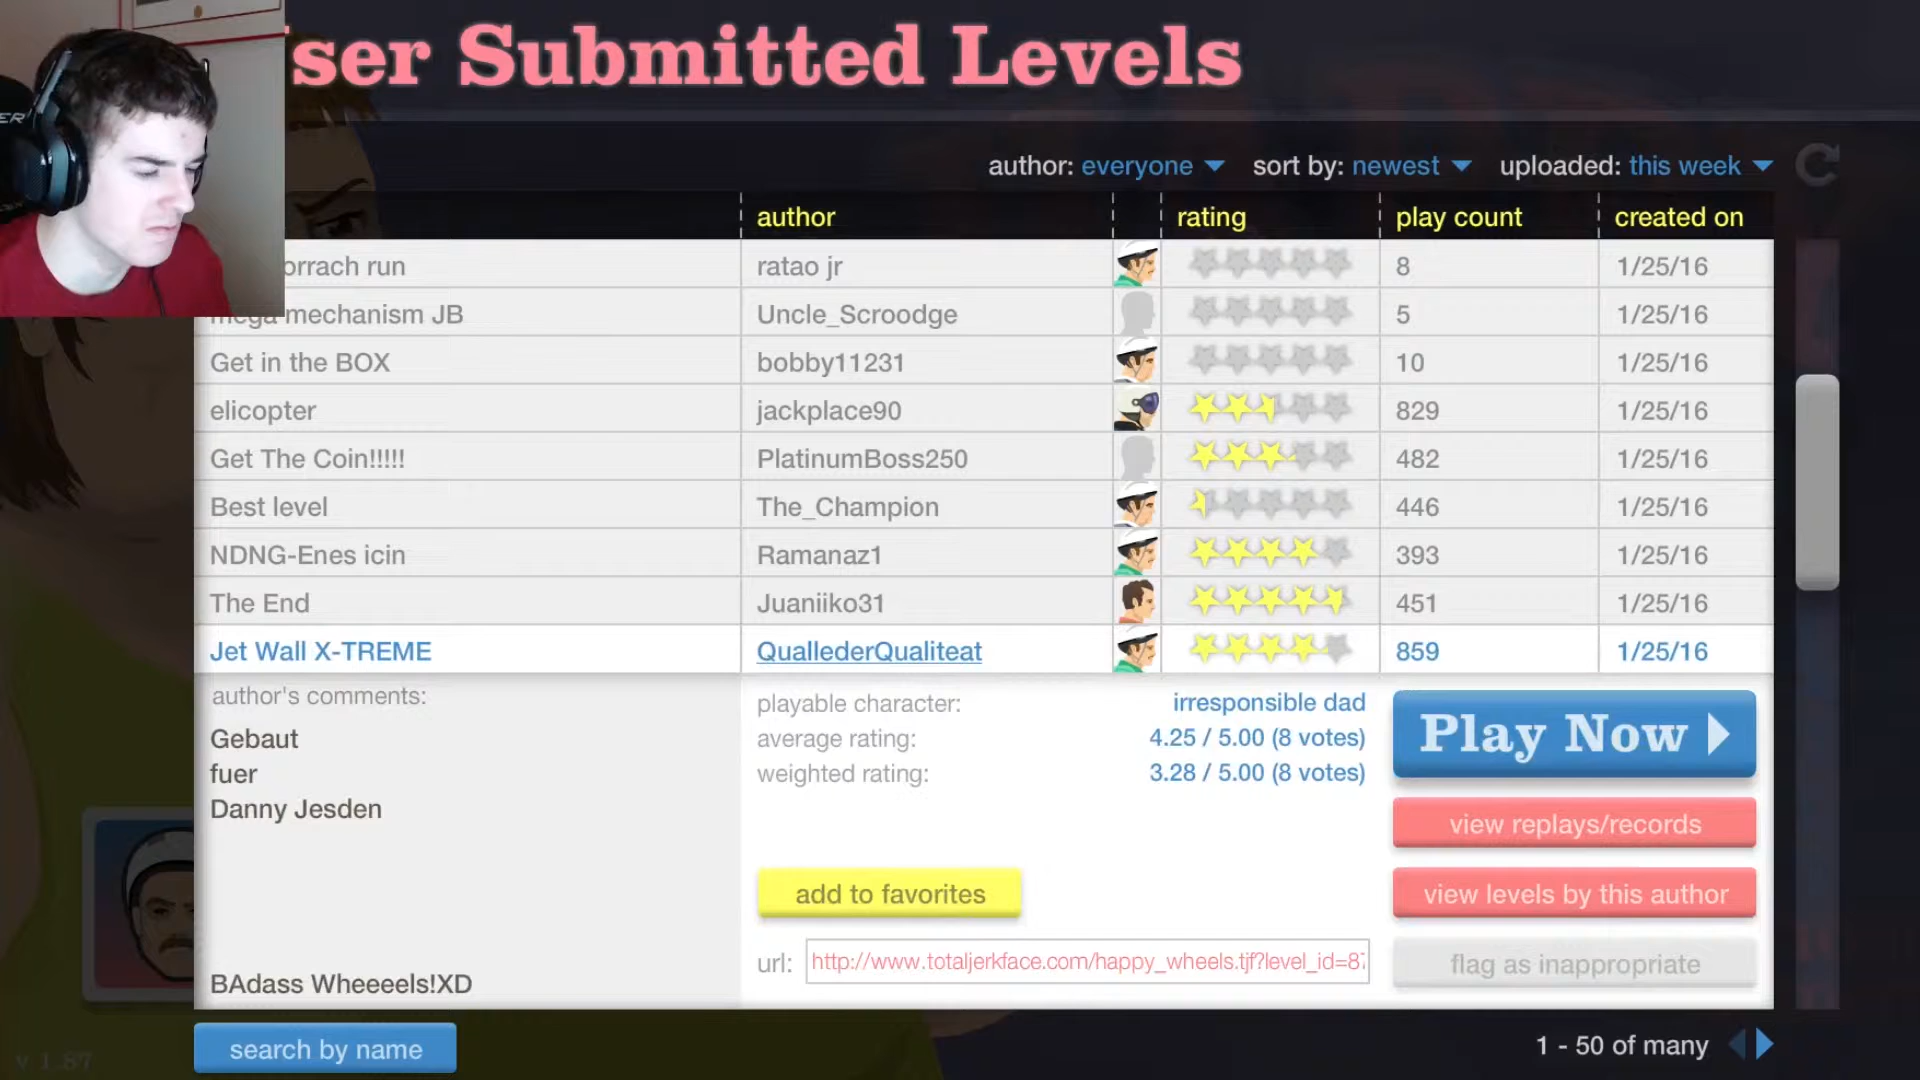 ser Submitted Levels
author: everyone sort by: newest uploaded: this week
author rating play count created on
orrach run ratao jr 8 1/25/16
mega mechanism JB Uncle_Scroodge 5 1/25/16
Get in the BOX bobby11231 10 1/25/16
elicopter jackplace90 829 1/25/16
Get The Coin!!!!! PlatinumBoss250 482 1/25/16
Best level The_Champion 446 1/25/16
NDNG-Enes icin Ramanaz1 393 1/25/16
The End Juaniiko31 451 1/25/16
Jet Wall X-TREME QuallederQualiteat 859 1/25/16
author's comments:
Gebaut
fuer
Danny Jesden
BAdass Wheeeels!XD
playable character: irresponsible dad
average rating: 4.25 / 5.00 (8 votes)
weighted rating: 3.28 / 5.00 (8 votes)
add to favorites
url: http://www.totaljerkface.com/happy_wheels.tjf?level_id=8
Play Now
view replays/records
view levels by this author
flag as inappropriate
search by name
1 - 50 of many
v 1.87